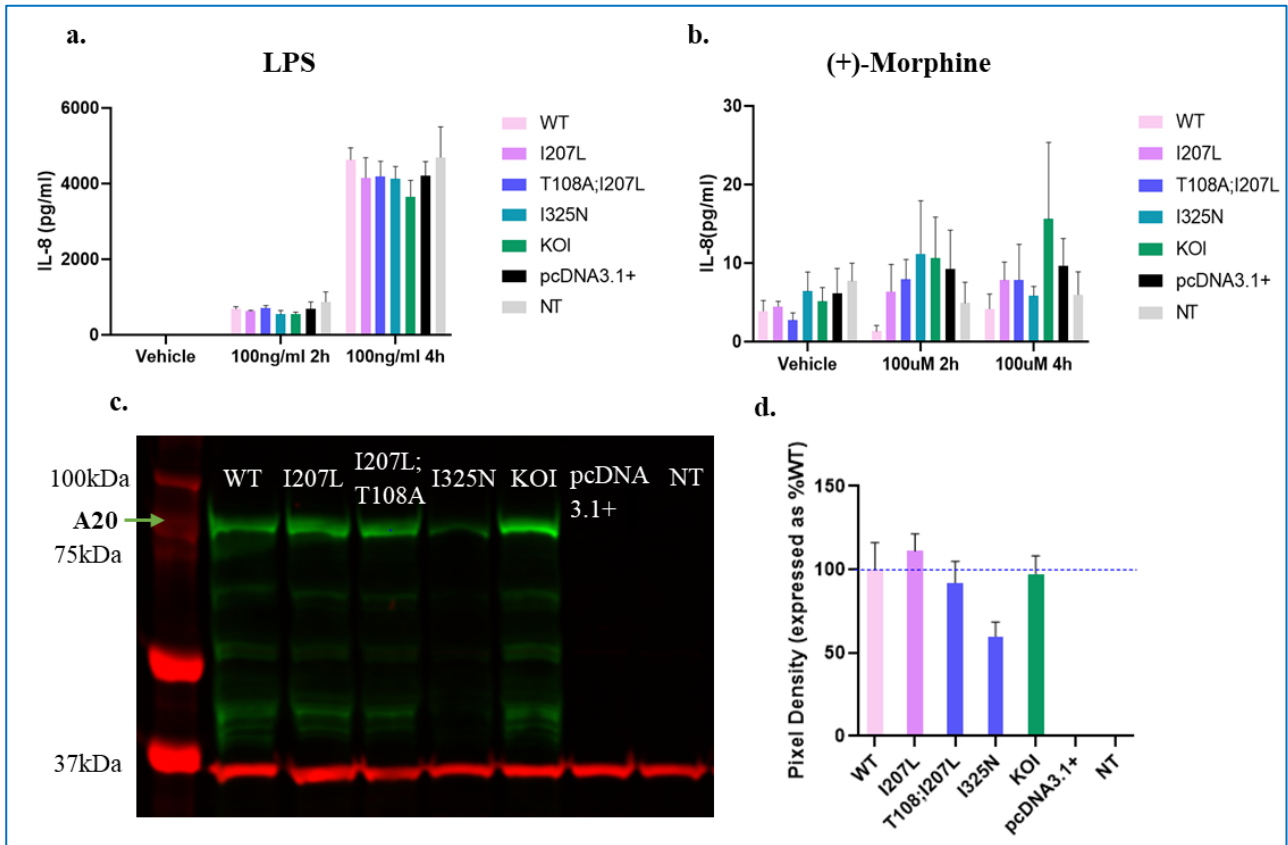 a.
LPS
IL-8 (pg/ml)
6000
4000
2000
0
Vehicle
100ng/ml 2h
100ng/ml 4h
WT
I207L
T108A;I207L
I325N
KOI
pcDNA3.1+
NT
b.
(+)-Morphine
IL-8(pg/ml)
30
20
10
0
Vehicle
100uM 2h
100uM 4h
WT
I207L
T108A;I207L
I325N
KOI
pcDNA3.1+
NT
c.
100kDa
A20
75kDa
37kDa
WT
I207L
I207L;
T108A
I325N
KOI
pcDNA
3.1+
NT
d.
Pixel Density (expressed as %WT)
150
100
50
0
WT
I207L
T108;I207L
I325N
KOI
pcDNA3.1+
NT